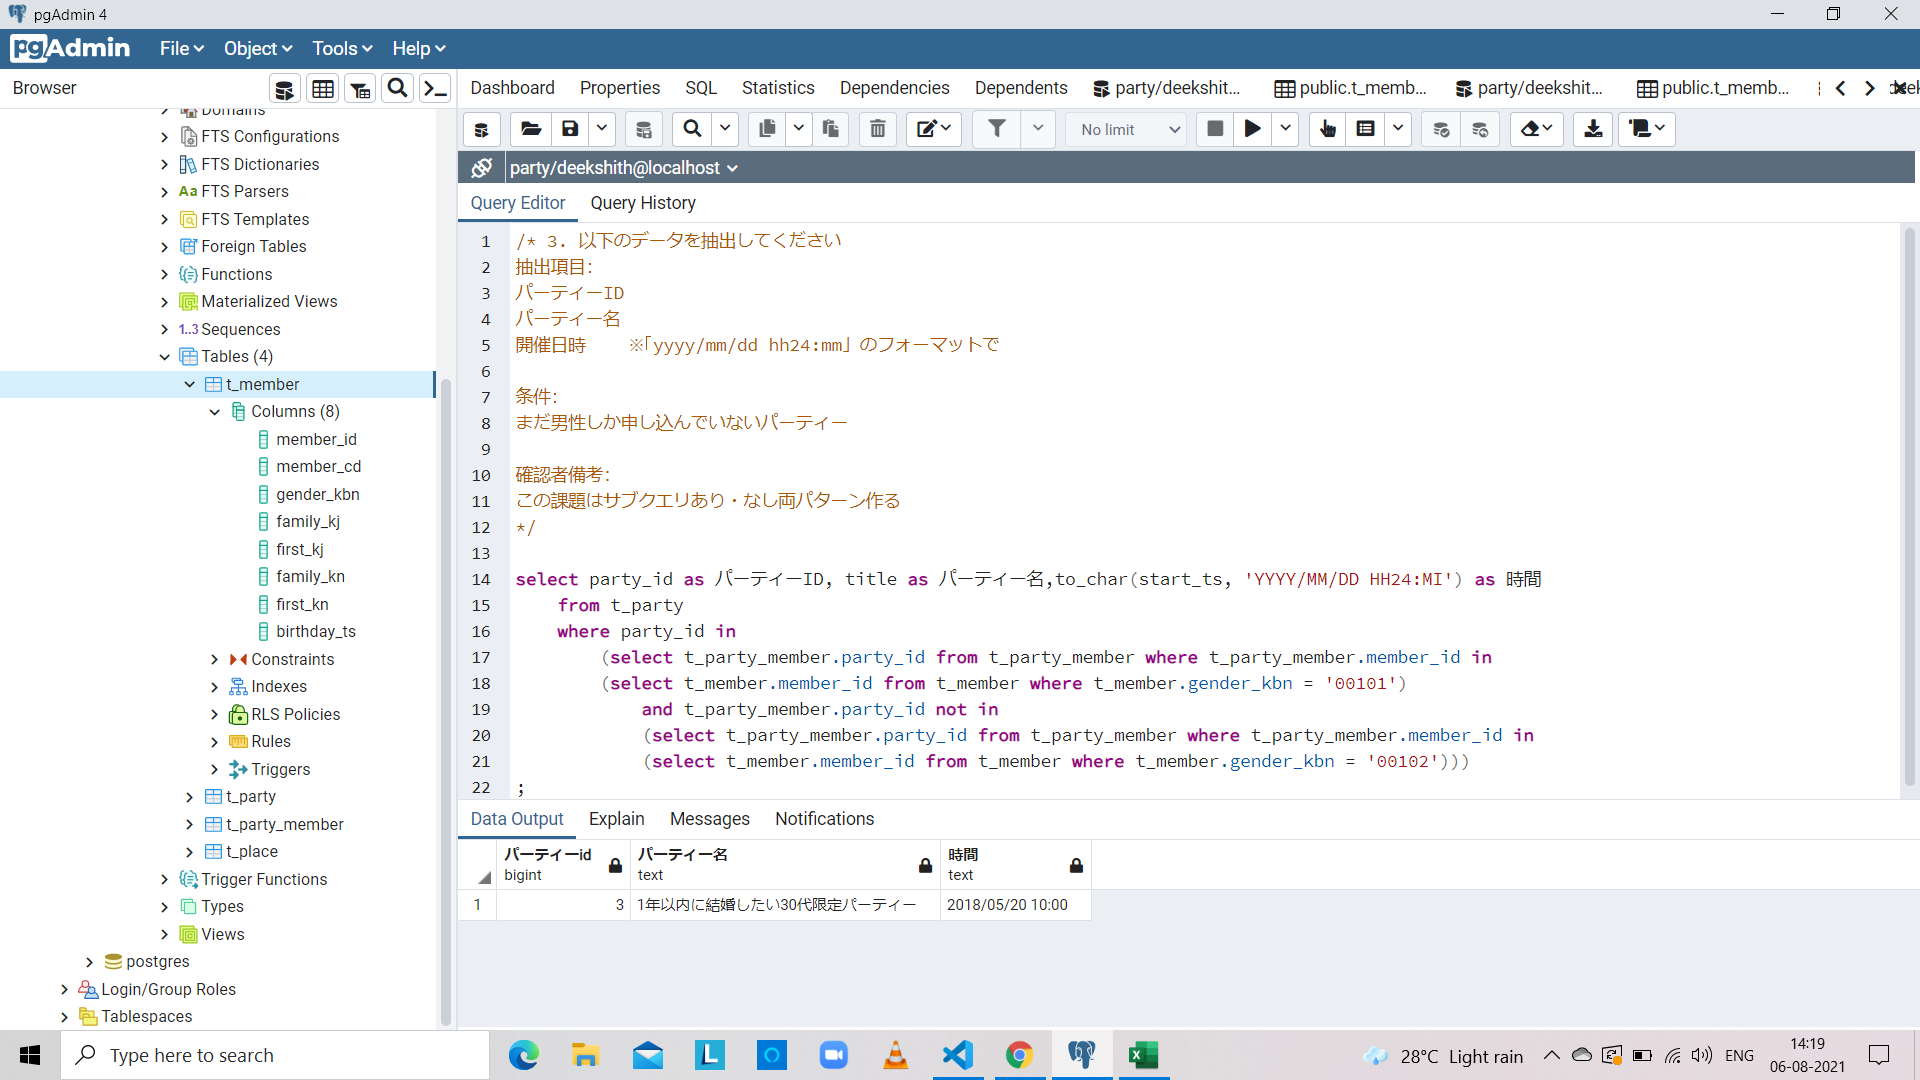 pgAdmin 4
pgAdmin
File
Object
Tools
Help
Browser
Dashboard
Properties
SQL
Statistics
Dependencies
Dependents
party/deekshit...
public.t_memb...
party/deekshit...
public.t_memb...
No limit
party/deekshith@localhost
Query Editor
Query History
Domains
FTS Configurations
FTS Dictionaries
Aa FTS Parsers
FTS Templates
Foreign Tables
Functions
Materialized Views
1..3 Sequences
Tables (4)
t_member
Columns (8)
member_id
member_cd
gender_kbn
family_kj
first_kj
family_kn
first_kn
birthday_ts
Constraints
Indexes
RLS Policies
Rules
Triggers
t_party
t_party_member
t_place
Trigger Functions
Types
Views
postgres
Login/Group Roles
Tablespaces
1 /* 3. 以下のデータを抽出してください
2 抽出項目:
3 パーティーID
4 パーティー名
5 開催日時 ※「yyyy/mm/dd hh24:mm」のフォーマットで
6
7 条件:
8 まだ男性しか申し込んでいないパーティー
9
10 確認者備考:
11 この課題はサブクエリあり・なし両パターン作る
12 */
13
14 select party_id as パーティーID, title as パーティー名,to_char(start_ts, 'YYYY/MM/DD HH24:MI') as 時間
15 from t_party
16 where party_id in
17 (select t_party_member.party_id from t_party_member where t_party_member.member_id in
18 (select t_member.member_id from t_member where t_member.gender_kbn = '00101')
19 and t_party_member.party_id not in
20 (select t_party_member.party_id from t_party_member where t_party_member.member_id in
21 (select t_member.member_id from t_member where t_member.gender_kbn = '00102')))
22 ;
Data Output
Explain
Messages
Notifications
パーティーid
bigint
パーティー名
text
時間
text
1 3 1年以内に結婚したい30代限定パーティー 2018/05/20 10:00
Type here to search
28°C Light rain
ENG
14:19
06-08-2021